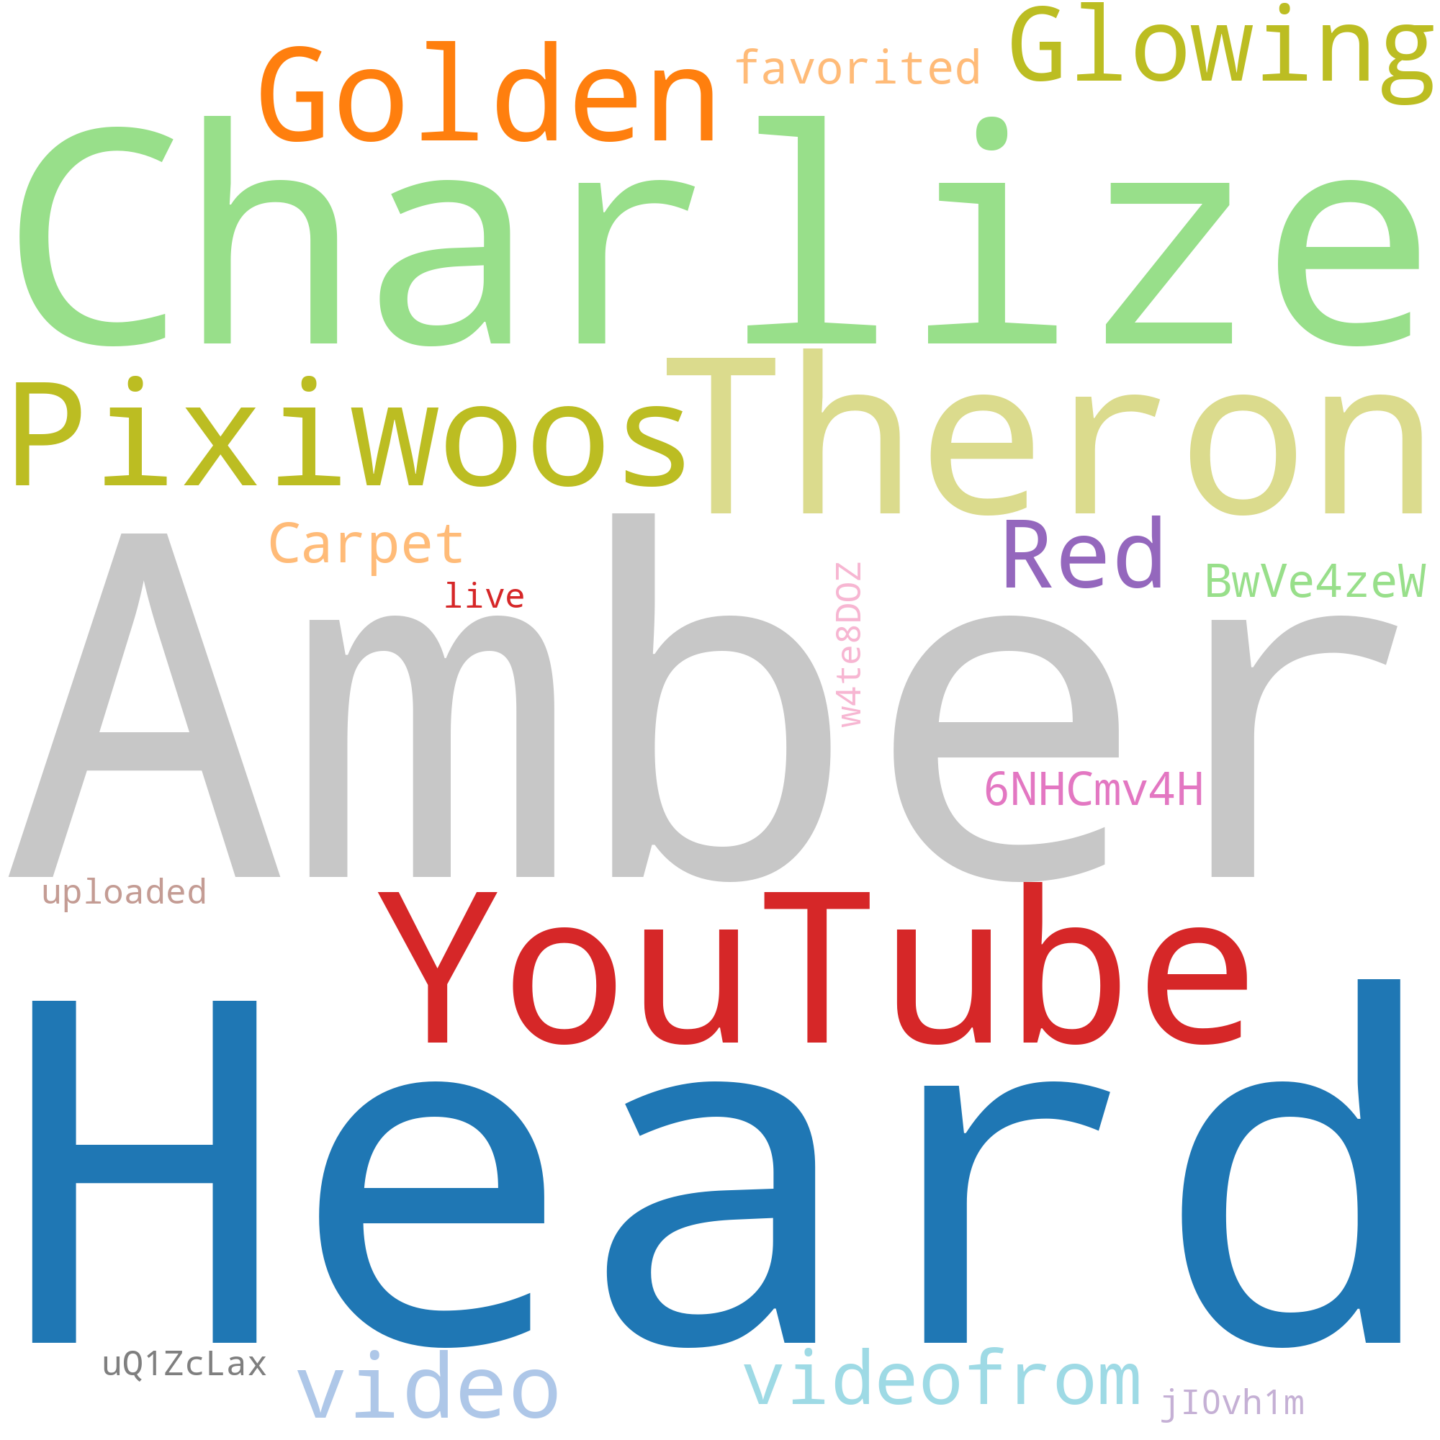 Glowing
Golden
favorited
Charlize
Pixiwoos
Theron
Carpet
Red
live
w4te8DOZ
BwVe4zeW
Amber
6NHCmv4H
uploaded
YouTube
Heard
uQ1ZcLax
video
videofrom
jI0vh1m